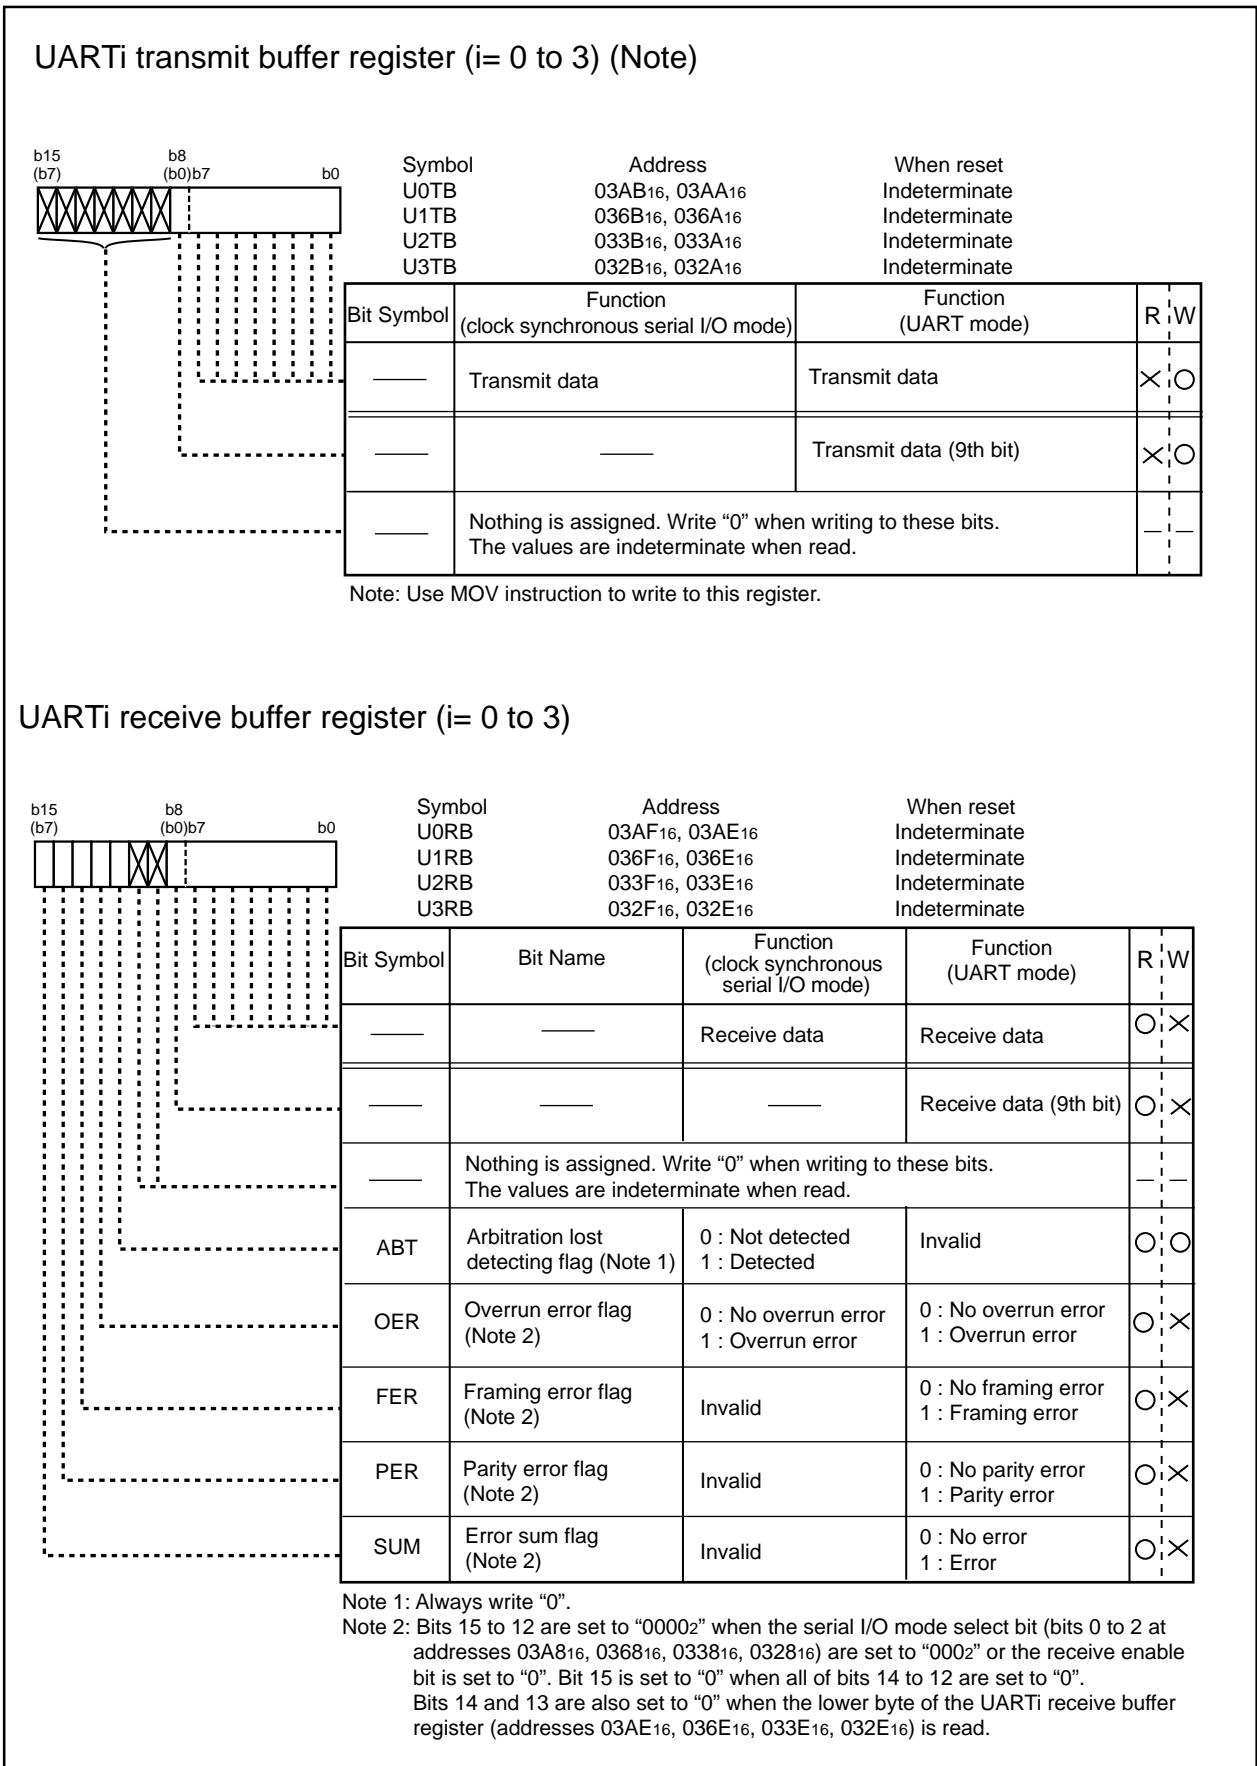 UARTi transmit buffer register (i= 0 to 3) (Note)
b15 b8
(b7) (b0)b7 b0
Symbol Address When reset
U0TB 03AB16, 03AA16 Indeterminate
U1TB 036B16, 036A16 Indeterminate
U2TB 033B16, 033A16 Indeterminate
U3TB 032B16, 032A16 Indeterminate
Bit Symbol Function (clock synchronous serial I/O mode) Function (UART mode) R W
Transmit data Transmit data
Transmit data (9th bit)
Nothing is assigned. Write “0” when writing to these bits.
The values are indeterminate when read.
Note: Use MOV instruction to write to this register.
UARTi receive buffer register (i= 0 to 3)
b15 b8
(b7) (b0)b7 b0
Symbol Address When reset
U0RB 03AF16, 03AE16 Indeterminate
U1RB 036F16, 036E16 Indeterminate
U2RB 033F16, 033E16 Indeterminate
U3RB 032F16, 032E16 Indeterminate
Bit Symbol Bit Name Function (clock synchronous serial I/O mode) Function (UART mode) R W
Receive data Receive data
Receive data (9th bit)
Nothing is assigned. Write “0” when writing to these bits.
The values are indeterminate when read.
ABT Arbitration lost 0 : Not detected Invalid
detecting flag (Note 1) 1 : Detected
OER Overrun error flag 0 : No overrun error 0 : No overrun error
(Note 2) 1 : Overrun error 1 : Overrun error
FER Framing error flag Invalid 0 : No framing error
(Note 2) 1 : Framing error
PER Parity error flag Invalid 0 : No parity error
(Note 2) 1 : Parity error
SUM Error sum flag Invalid 0 : No error
(Note 2) 1 : Error
Note 1: Always write “0”.
Note 2: Bits 15 to 12 are set to “00002” when the serial I/O mode select bit (bits 0 to 2 at
addresses 03A816, 036816, 033816, 032816) are set to “0002” or the receive enable
bit is set to “0”. Bit 15 is set to “0” when all of bits 14 to 12 are set to “0”.
Bits 14 and 13 are also set to “0” when the lower byte of the UARTi receive buffer
register (addresses 03AE16, 036E16, 033E16, 032E16) is read.